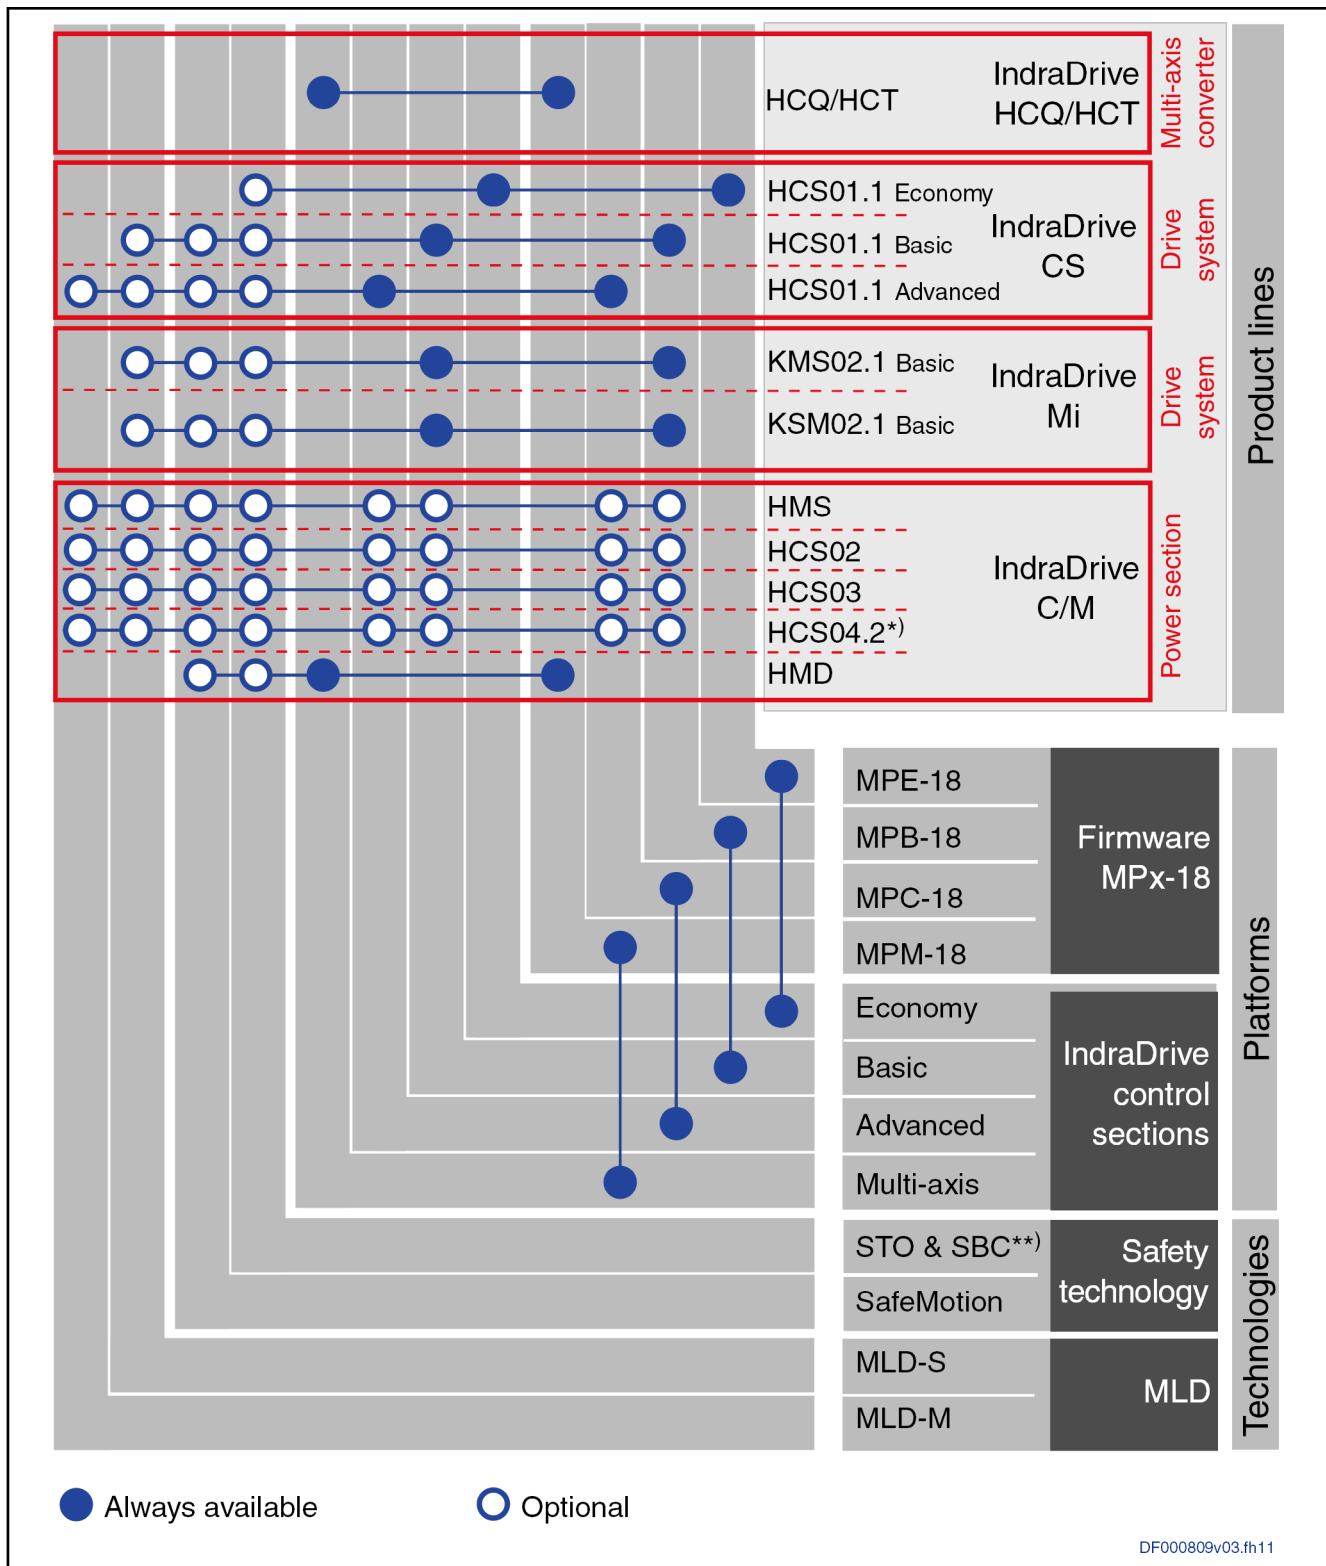 HCQ/HCT
IndraDrive
HCQ/HCT
Multi-axis
converter
HCS01.1 Economy
HCS01.1 Basic
HCS01.1 Advanced
IndraDrive
CS
Drive
system
KMS02.1 Basic
KSM02.1 Basic
IndraDrive
Mi
Drive
system
HMS
HCS02
HCS03
HCS04.2*)
HMD
IndraDrive
C/M
Power section
Product lines
MPE-18
MPB-18
MPC-18
MPM-18
Firmware
MPx-18
Economy
Basic
Advanced
Multi-axis
IndraDrive
control
sections
Platforms
STO & SBC**)
SafeMotion
Safety
technology
MLD-S
MLD-M
MLD
Technologies
Always available
Optional
DF000809v03.fh11